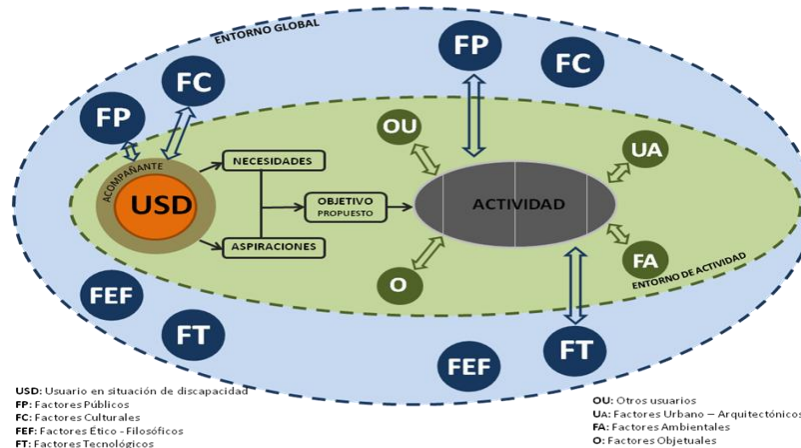 ENTORNO GLOBAL
FP
FC
FC
FP
OU
UA
ACOMPAÑANTE
USD
NECESIDADES
OBJETIVO
PROPUESTO
ASPIRACIONES
ACTIVIDAD
O
FA
ENTORNO DE ACTIVIDAD
FEF
FT
FEF
FT
USD: Usuario en situación de discapacidad
FP: Factores Públicos
FC: Factores Culturales
FEF: Factores Ético - Filosóficos
FT: Factores Tecnológicos
OU: Otros usuarios
UA: Factores Urbano – Arquitectónicos
FA: Factores Ambientales
O: Factores Objetuales